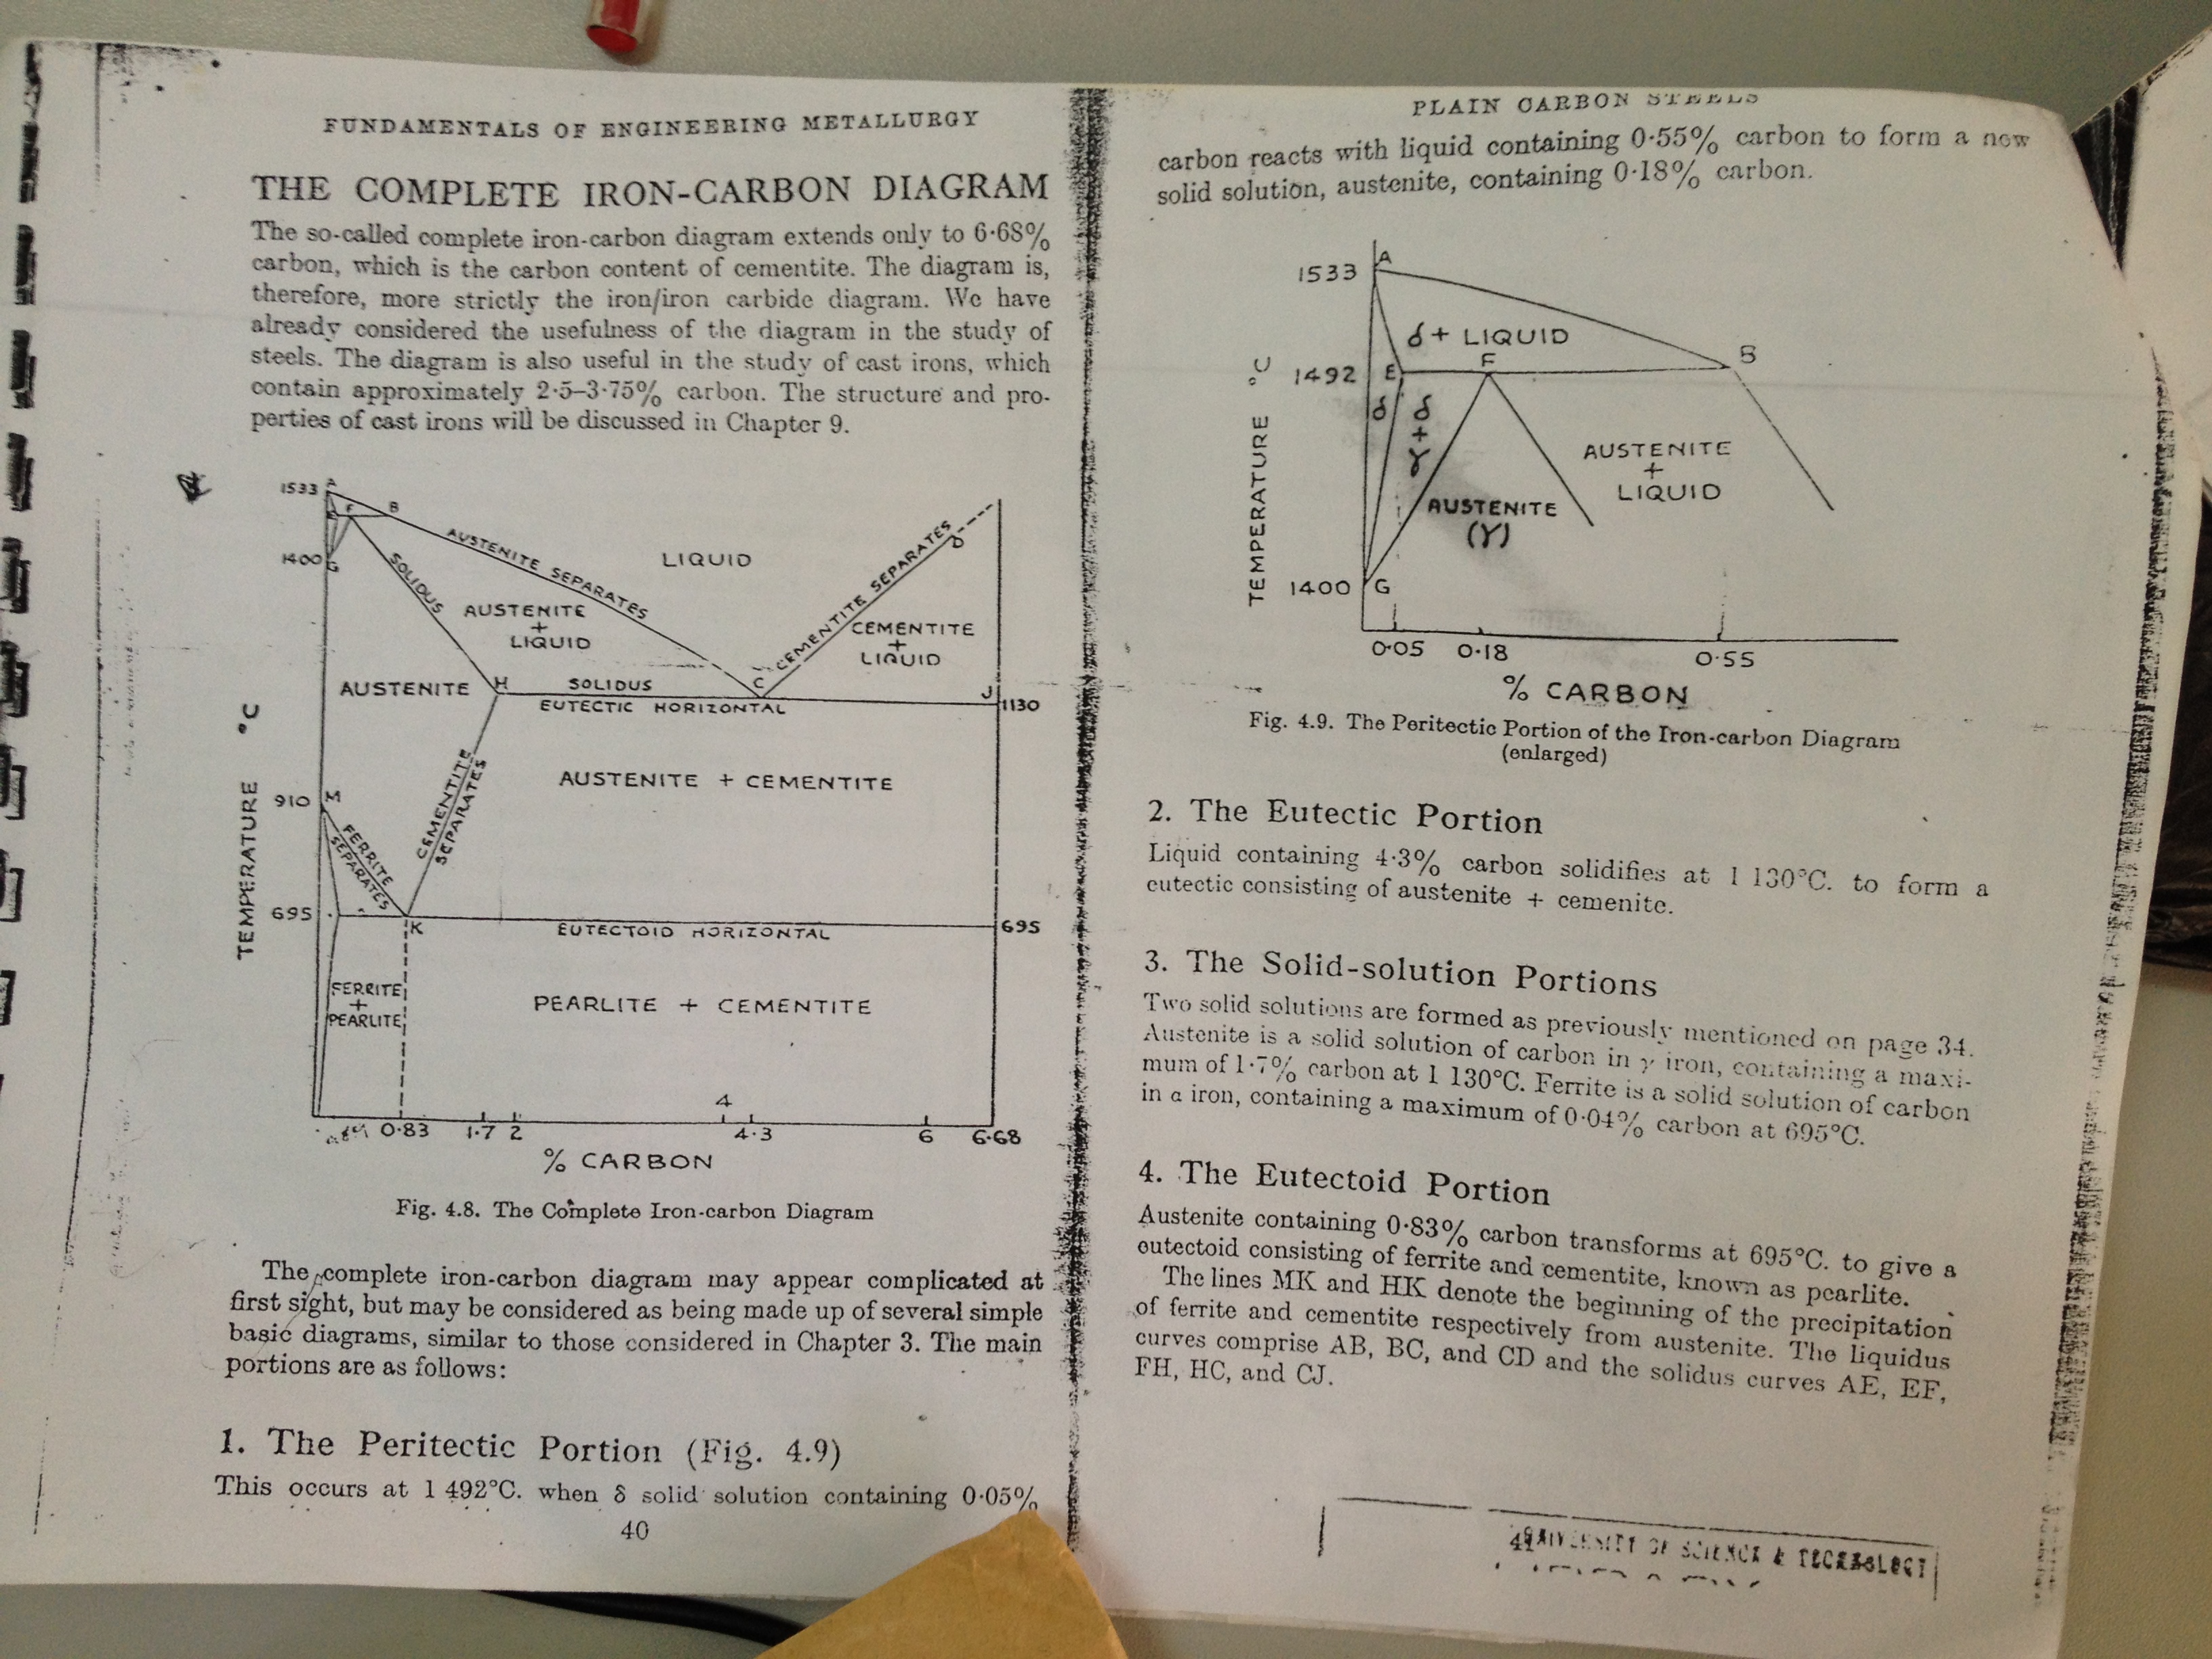 FUNDAMENTALS OF ENGINEERING METALLURGY
THE COMPLETE IRON-CARBON DIAGRAM
The so-called complete iron-carbon diagram extends only to 6·68%
carbon, which is the carbon content of cementite. The diagram is,
therefore, more strictly the iron/iron carbide diagram. We have
already considered the usefulness of the diagram in the study of
steels. The diagram is also useful in the study of cast irons, which
contain approximately 2·5–3·75% carbon. The structure and pro-
perties of cast irons will be discussed in Chapter 9.
1533
A
F
B
1400
G
SOLIDUS
AUSTENITE SEPARATES
LIQUID
CEMENTITE SEPARATES
D
AUSTENITE
+
LIQUID
CEMENTITE
+
LIQUID
AUSTENITE
H
SOLIDUS
C
J
1130
EUTECTIC HORIZONTAL
TEMPERATURE °C
CEMENTITE
SEPARATES
AUSTENITE + CEMENTITE
910
M
FERRITE
SEPARATES
695
K
EUTECTOID HORIZONTAL
695
FERRITE
+
PEARLITE
PEARLITE + CEMENTITE
4
0·83 1·7 2 4·3 6 6·68
% CARBON
Fig. 4.8. The Complete Iron-carbon Diagram
The complete iron-carbon diagram may appear complicated at
first sight, but may be considered as being made up of several simple
basic diagrams, similar to those considered in Chapter 3. The main
portions are as follows:
1. The Peritectic Portion (Fig. 4.9)
This occurs at 1 492°C. when δ solid solution containing 0·05%
40
PLAIN CARBON STEELS
carbon reacts with liquid containing 0·55% carbon to form a new
solid solution, austenite, containing 0·18% carbon.
1533
A
δ + LIQUID
B
1492
E
F
δ
δ
+
γ
AUSTENITE
+
LIQUID
AUSTENITE
(γ)
TEMPERATURE °C
1400
G
0·05 0·18 0·55
% CARBON
Fig. 4.9. The Peritectic Portion of the Iron-carbon Diagram
(enlarged)
2. The Eutectic Portion
Liquid containing 4·3% carbon solidifies at 1 130°C. to form a
eutectic consisting of austenite + cemenite.
3. The Solid-solution Portions
Two solid solutions are formed as previously mentioned on page 34.
Austenite is a solid solution of carbon in γ iron, containing a maxi-
mum of 1·7% carbon at 1 130°C. Ferrite is a solid solution of carbon
in α iron, containing a maximum of 0·04% carbon at 695°C.
4. The Eutectoid Portion
Austenite containing 0·83% carbon transforms at 695°C. to give a
eutectoid consisting of ferrite and cementite, known as pearlite.
The lines MK and HK denote the beginning of the precipitation
of ferrite and cementite respectively from austenite. The liquidus
curves comprise AB, BC, and CD and the solidus curves AE, EF,
FH, HC, and CJ.
UNIVERSITY OF SCIENCE & TECHNOLOGY